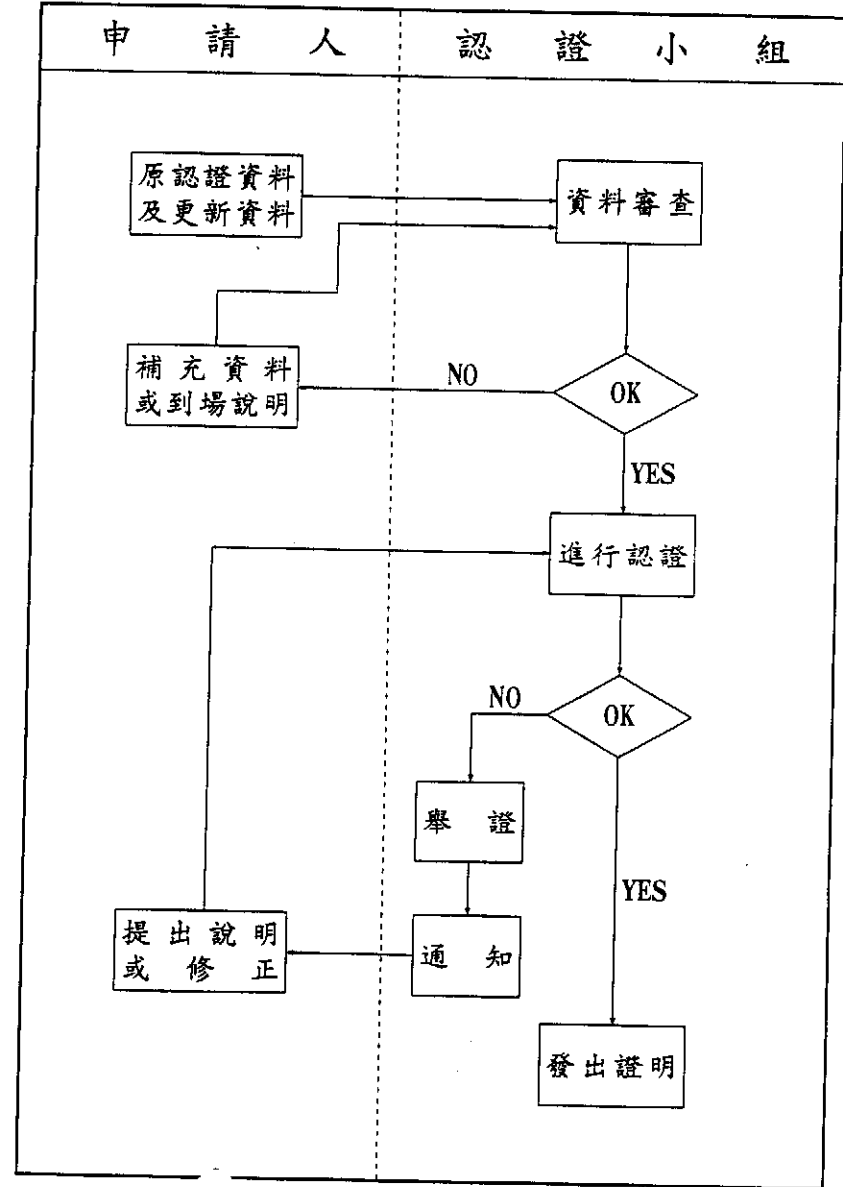 申請人
認證小組
原認證資料
及更新資料
資料審查
補充資料
或到場說明
NO
OK
YES
進行認證
NO
OK
舉證
YES
提出說明
或修正
通知
發出證明